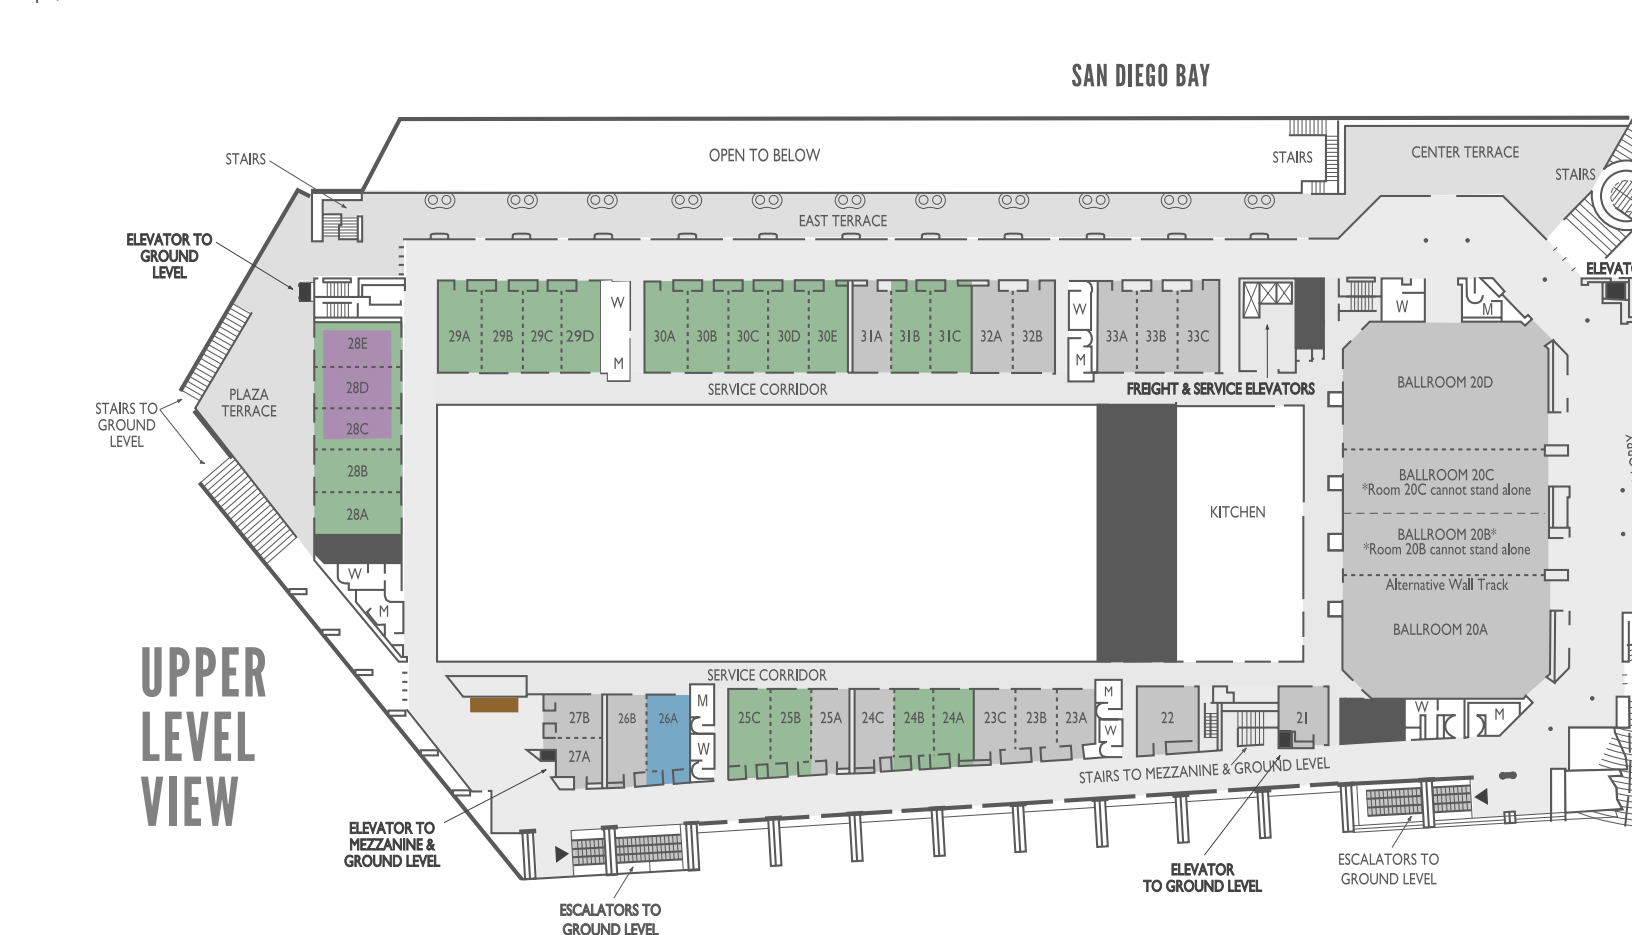 SAN DIEGO BAY
STAIRS
OPEN TO BELOW
STAIRS
CENTER TERRACE
STAIRS
EAST TERRACE
ELEVATOR TO
GROUND
LEVEL
W
M
29A
29B
29C
29D
30A
30B
30C
30D
30E
31A
31B
31C
32A
32B
W
M
33A
33B
33C
W
M
28E
28D
28C
28B
28A
PLAZA
TERRACE
STAIRS TO
GROUND
LEVEL
SERVICE CORRIDOR
FREIGHT & SERVICE ELEVATORS
BALLROOM 20D
BALLROOM 20C
*Room 20C cannot stand alone
KITCHEN
BALLROOM 20B*
*Room 20B cannot stand alone
Alternative Wall Track
BALLROOM 20A
W
M
UPPER
LEVEL
VIEW
SERVICE CORRIDOR
27B
27A
26B
26A
M
W
25C
25B
25A
24C
24B
24A
23C
23B
23A
M
W
22
21
W
M
STAIRS TO MEZZANINE & GROUND LEVEL
ELEVATOR TO
MEZZANINE &
GROUND LEVEL
ESCALATORS TO
GROUND LEVEL
ELEVATOR
TO GROUND LEVEL
ESCALATORS TO
GROUND LEVEL